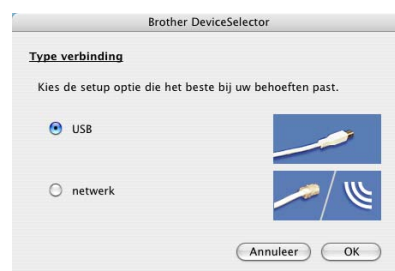 Brother DeviceSelector
Type verbinding
Kies de setup optie die het beste bij uw behoeften past.
USB
netwerk
Annuleer OK